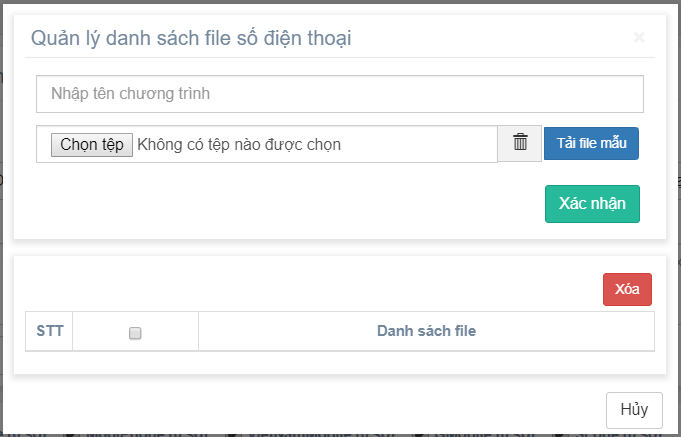 Quản lý danh sách file số điện thoại ×
Nhập tên chương trình
Chọn tệp Không có tệp nào được chọn Tải file mẫu
Xác nhận
Xóa
STT Danh sách file
Hủy